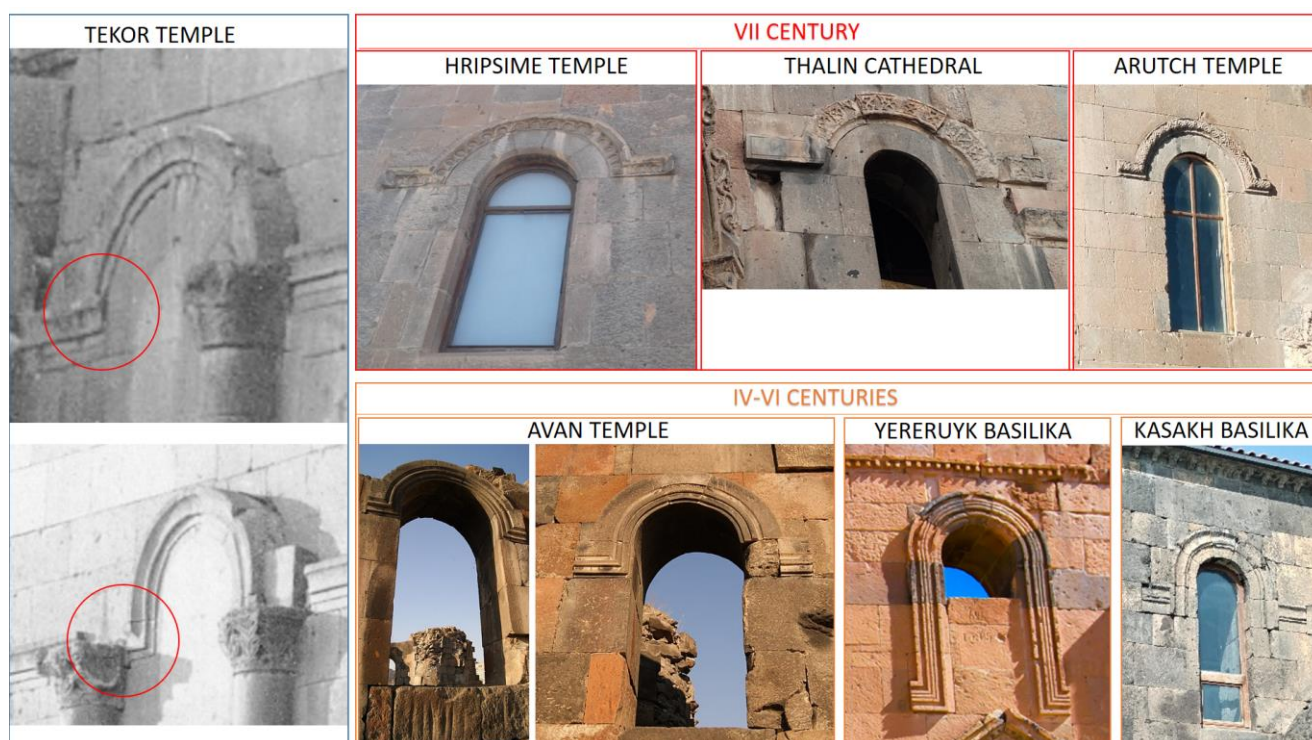 TEKOR TEMPLE
VII CENTURY
HRIPSIME TEMPLE
THALIN CATHEDRAL
ARUTCH TEMPLE
IV-VI CENTURIES
AVAN TEMPLE
YERERUYK BASILIKA
KASAKH BASILIKA